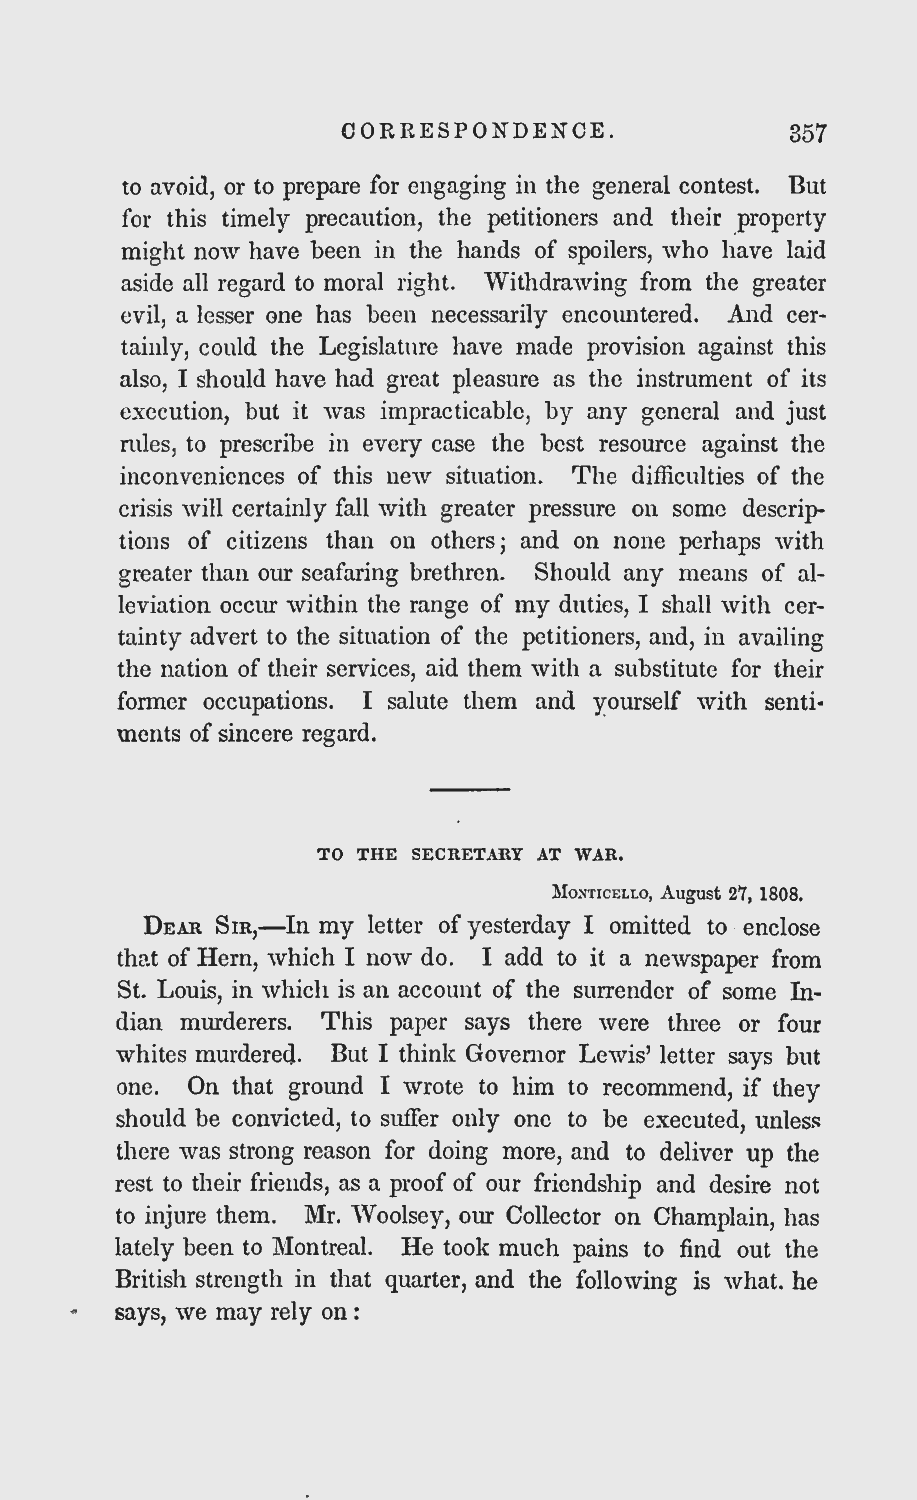 CORRESPONDENCE. 357
to avoid, or to prepare for engaging in the general contest. But
for this timely precaution, the petitioners and their property
might now have been in the hands of spoilers, who have laid
aside all regard to moral right. Withdrawing from the greater
evil, a lesser one has been necessarily encountered. And cer-
tainly, could the Legislature have made provision against this
also, I should have had great pleasure as the instrument of its
execution, but it was impracticable, by any general and just
rules, to prescribe in every case the best resource against the
inconveniences of this new situation. The difficulties of the
crisis will certainly fall with greater pressure on some descrip-
tions of citizens than on others; and on none perhaps with
greater than our seafaring brethren. Should any means of al-
leviation occur within the range of my duties, I shall with cer-
tainty advert to the situation of the petitioners, and, in availing
the nation of their services, aid them with a substitute for their
former occupations. I salute them and yourself with senti-
ments of sincere regard.
TO THE SECRETARY AT WAR.
MONTICELLO, August 27, 1808.
DEAR SIR,—In my letter of yesterday I omitted to enclose
that of Hern, which I now do. I add to it a newspaper from
St. Louis, in which is an account of the surrender of some In-
dian murderers. This paper says there were three or four
whites murdered. But I think Governor Lewis' letter says but
one. On that ground I wrote to him to recommend, if they
should be convicted, to suffer only one to be executed, unless
there was strong reason for doing more, and to deliver up the
rest to their friends, as a proof of our friendship and desire not
to injure them. Mr. Woolsey, our Collector on Champlain, has
lately been to Montreal. He took much pains to find out the
British strength in that quarter, and the following is what. he
says, we may rely on: